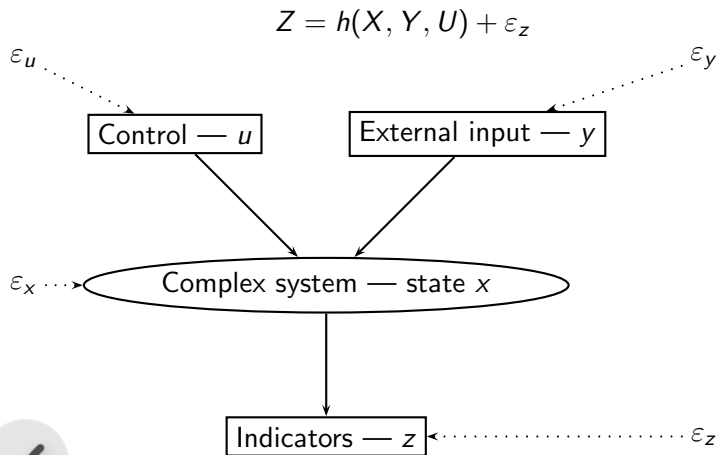 Z = h(X, Y, U) + ε_z
ε_u
ε_y
Control — u
External input — y
ε_x
Complex system — state x
Indicators — z
ε_z